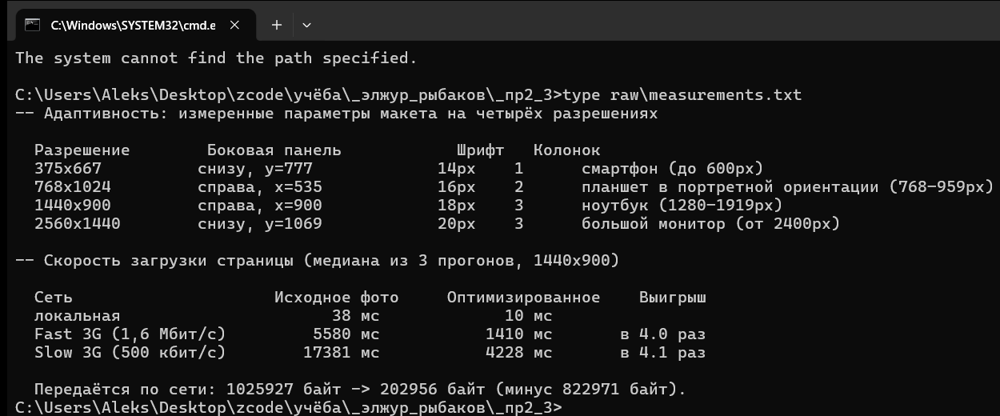 C:\Windows\SYSTEM32\cmd.e
The system cannot find the path specified.
C:\Users\Aleks\Desktop\zcode\учёба\_элжур_рыбаков\_пр2_3>type raw\measurements.txt
-- Адаптивность: измеренные параметры макета на четырёх разрешениях
Разрешение Боковая панель Шрифт Колонок
375x667 снизу, y=777 14px 1 смартфон (до 600px)
768x1024 справа, x=535 16px 2 планшет в портретной ориентации (768-959px)
1440x900 справа, x=900 18px 3 ноутбук (1280-1919px)
2560x1440 снизу, y=1069 20px 3 большой монитор (от 2400px)
-- Скорость загрузки страницы (медиана из 3 прогонов, 1440x900)
Сеть Исходное фото Оптимизированное Выигрыш
локальная 38 мс 10 мс
Fast 3G (1,6 Мбит/с) 5580 мс 1410 мс в 4.0 раз
Slow 3G (500 кбит/с) 17381 мс 4228 мс в 4.1 раз
Передаётся по сети: 1025927 байт -> 202956 байт (минус 822971 байт).
C:\Users\Aleks\Desktop\zcode\учёба\_элжур_рыбаков\_пр2_3>